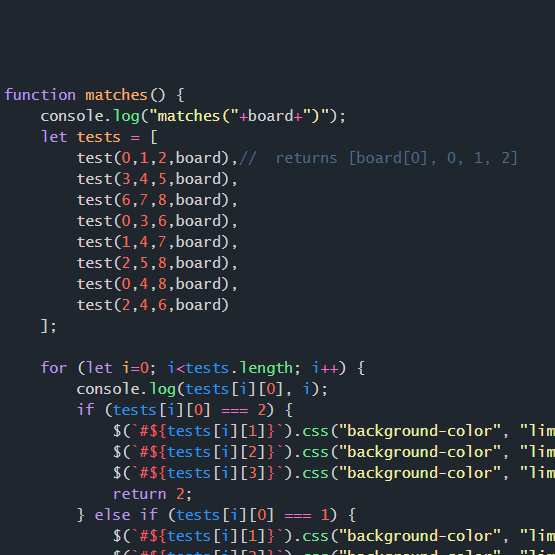 function matches() {
    console.log("matches("+board+")");
    let tests = [
        test(0,1,2,board),//  returns [board[0], 0, 1, 2]
        test(3,4,5,board),
        test(6,7,8,board),
        test(0,3,6,board),
        test(1,4,7,board),
        test(2,5,8,board),
        test(0,4,8,board),
        test(2,4,6,board)
    ];
    for (let i=0; i<tests.length; i++) {
        console.log(tests[i][0], i);
        if (tests[i][0] === 2) {
            $(`#${tests[i][1]}`).css("background-color", "lim
            $(`#${tests[i][2]}`).css("background-color", "lim
            $(`#${tests[i][3]}`).css("background-color", "lim
            return 2;
        } else if (tests[i][0] === 1) {
            $(`#${tests[i][1]}`).css("background-color", "lim